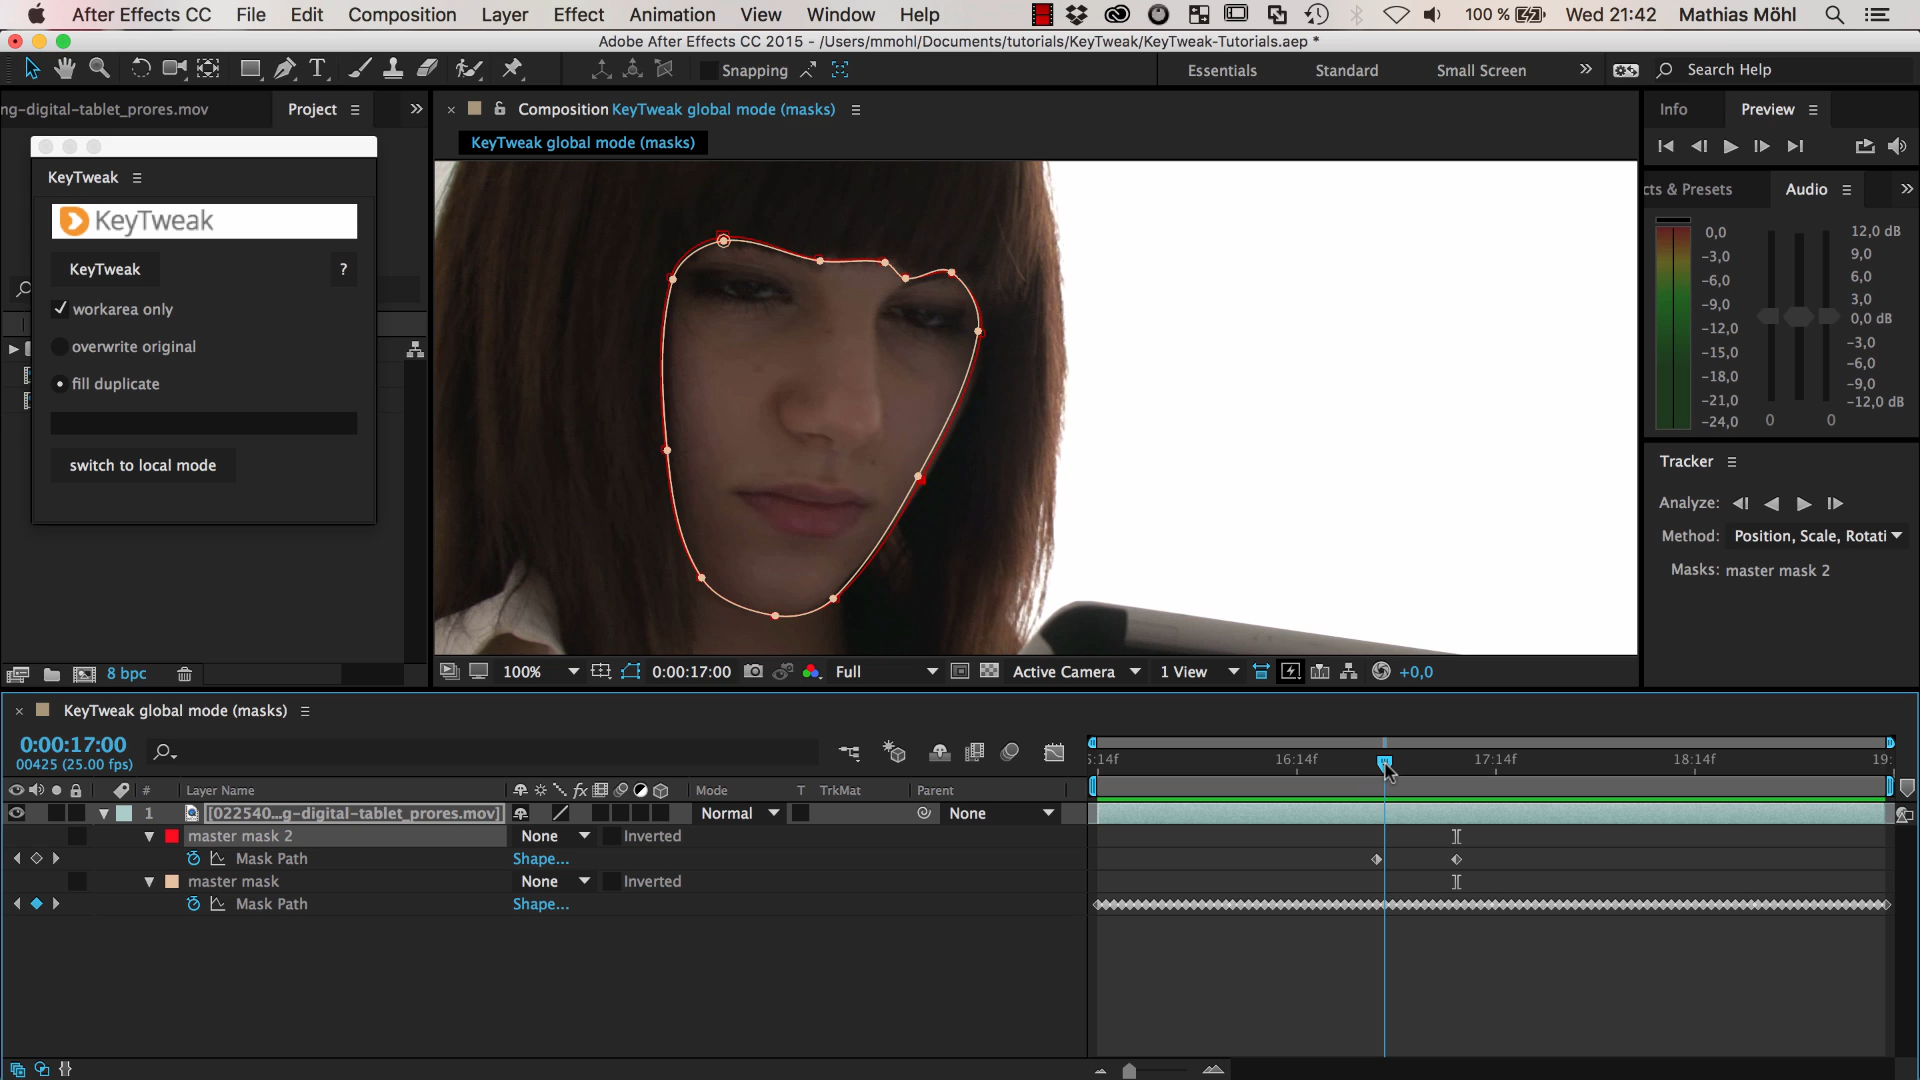 After Effects CC File Edit Composition Layer Effect Animation View Window Help 100 % Wed 21:42 Mathias Möhl
Adobe After Effects CC 2015 - /Users/mmohl/Documents/tutorials/KeyTweak/KeyTweak-Tutorials.aep *
T Snapping Essentials Standard Small Screen » Search Help
ng-digital-tablet_prores.mov Project » × Composition KeyTweak global mode (masks) Info Preview
KeyTweak global mode (masks)
KeyTweak
KeyTweak
KeyTweak ?
workarea only
overwrite original
fill duplicate
switch to local mode
cts & Presets Audio »
0,0 12,0 dB
-3,0 9,0
-6,0 6,0
-9,0 3,0
-12,0 0,0 dB
-15,0 -3,0
-18,0 -6,0
-21,0 -9,0
-24,0 0 0 -12,0 dB
Tracker
Analyze:
Method: Position, Scale, Rotati
Masks: master mask 2
8 bpc 100% 0:00:17:00 Full Active Camera 1 View +0,0
× KeyTweak global mode (masks)
0:00:17:00
00425 (25.00 fps)
5:14f 16:14f 17:14f 18:14f 19:
# Layer Name fx Mode T TrkMat Parent
1 [022540...g-digital-tablet_prores.mov] Normal None
master mask 2 None Inverted
Mask Path Shape...
master mask None Inverted
Mask Path Shape...